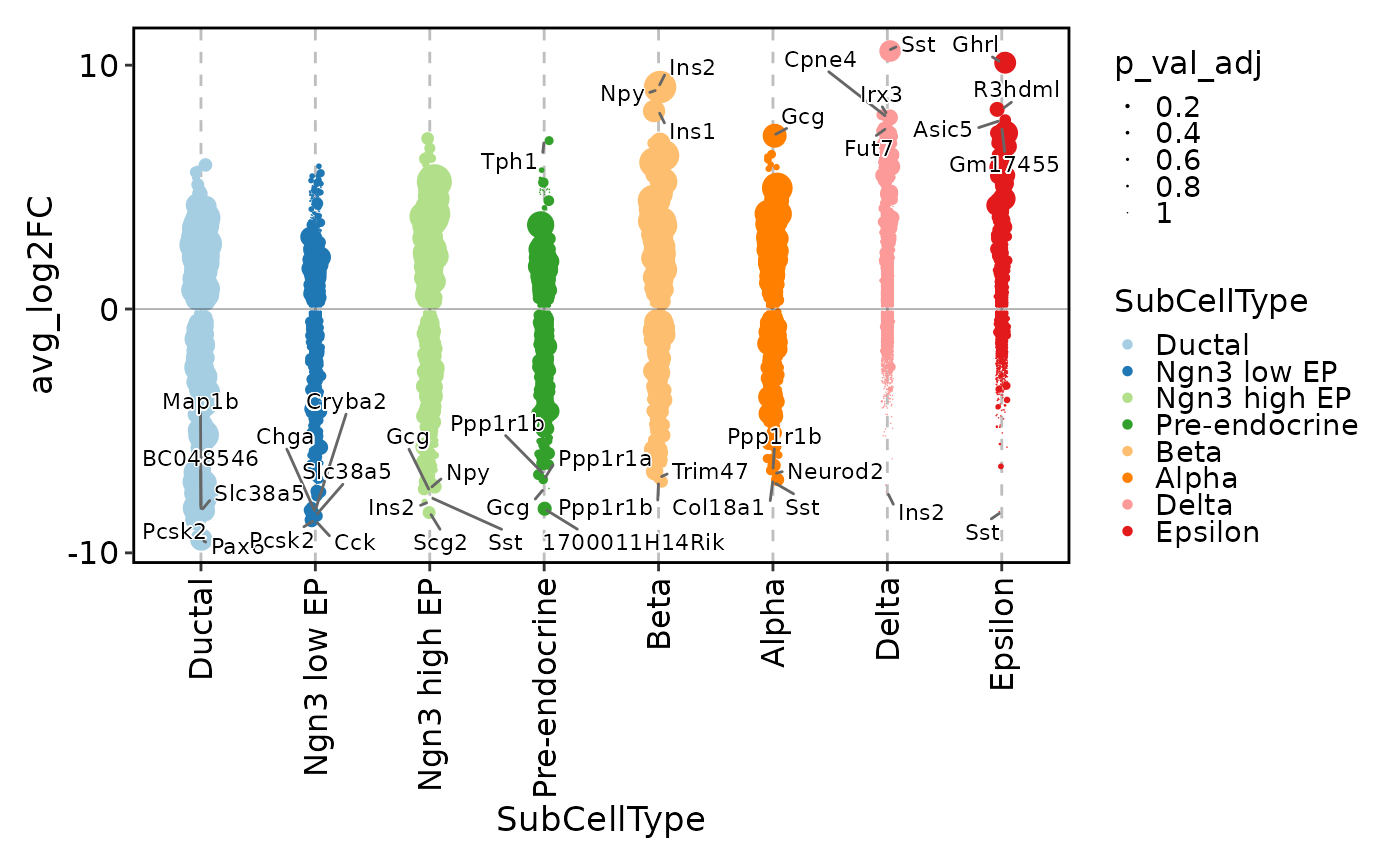 avg_log2FC
10
0
-10
Sst
Ghrl
Cpne4
Ins2
R3hdml
Npy
Irx3
Gcg
Asic5
Ins1
Fut7
Tph1
Gm17455
Map1b
Cryba2
Ppp1r1b
Chga
Gcg
Ppp1r1b
BC048546
Ppp1r1a
Slc38a5
Npy
Trim47
Neurod2
Slc38a5
Ins2
Gcg
Ppp1r1b
Col18a1
Sst
Ins2
Pcsk2
Sst
Pcsk2
Cck
Scg2
Sst
1700011H14Rik
Pax6
Ductal
Ngn3 low EP
Ngn3 high EP
Pre-endocrine
Beta
Alpha
Delta
Epsilon
SubCellType
p_val_adj
0.2
0.4
0.6
0.8
1
SubCellType
Ductal
Ngn3 low EP
Ngn3 high EP
Pre-endocrine
Beta
Alpha
Delta
Epsilon